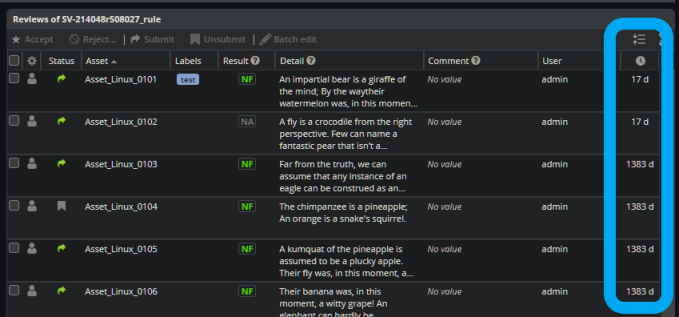 Reviews of SV-214048r508027_rule
Accept Reject... Submit Unsubmit Batch edit
Status Asset Labels Result Detail Comment User
Asset_Linux_0101 test NF An impartial bear is a giraffe of No value admin 17 d
the mind; By the waytheir
watermelon was, in this momen...
Asset_Linux_0102 NA A fly is a crocodile from the right No value admin 17 d
perspective. Few can name a
fantastic pear that isn't a...
Asset_Linux_0103 NF Far from the truth, we can No value admin 1383 d
assume that any instance of an
eagle can be construed as an...
Asset_Linux_0104 NF The chimpanzee is a pineapple; No value admin 1383 d
An orange is a snake's squirrel.
Asset_Linux_0105 NF A kumquat of the pineapple is No value admin 1383 d
assumed to be a plucky apple.
Their fly was, in this moment, a...
Asset_Linux_0106 NF Their banana was, in this No value admin 1383 d
moment, a witty grape! An
elephant can hardly be